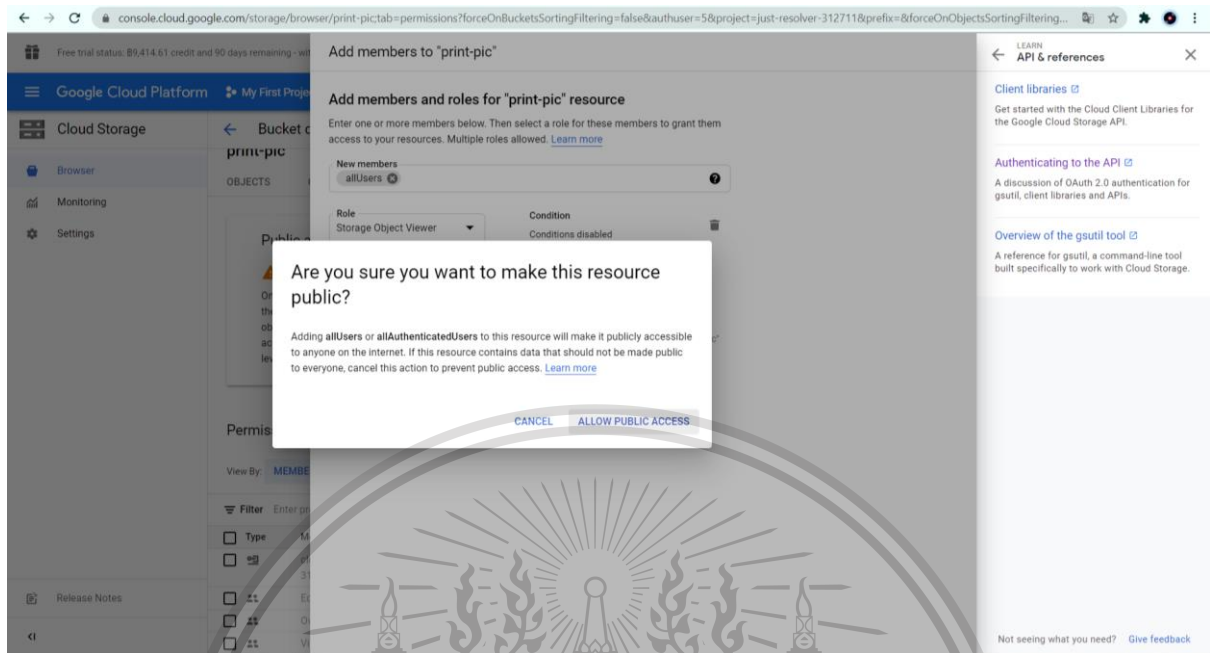 console.cloud.google.com/storage/browser/print-pic;tab=permissions?forceOnBucketsSortingFiltering=false&authuser=5&project=just-resolver-312711&prefix=&forceOnObjectsSortingFiltering...
Free trial status: ฿9,414.61 credit and 90 days remaining - wit
Google Cloud Platform
My First Proje
Cloud Storage
Browser
Monitoring
Settings
Release Notes
Bucket d
print-pic
OBJECTS
Public a
On
the
ob
ac
lev
Permis
View By: MEMBE
Filter Enter pr
Type M
31
Ed
Add members to "print-pic"
Add members and roles for "print-pic" resource
Enter one or more members below. Then select a role for these members to grant them
access to your resources. Multiple roles allowed. Learn more
New members
allUsers
Role
Storage Object Viewer
Condition
Conditions disabled
Are you sure you want to make this resource
public?
Adding allUsers or allAuthenticatedUsers to this resource will make it publicly accessible
to anyone on the internet. If this resource contains data that should not be made public
to everyone, cancel this action to prevent public access. Learn more
CANCEL ALLOW PUBLIC ACCESS
LEARN
API & references
Client libraries
Get started with the Cloud Client Libraries for
the Google Cloud Storage API.
Authenticating to the API
A discussion of OAuth 2.0 authentication for
gsutil, client libraries and APIs.
Overview of the gsutil tool
A reference for gsutil, a command-line tool
built specifically to work with Cloud Storage.
Not seeing what you need? Give feedback